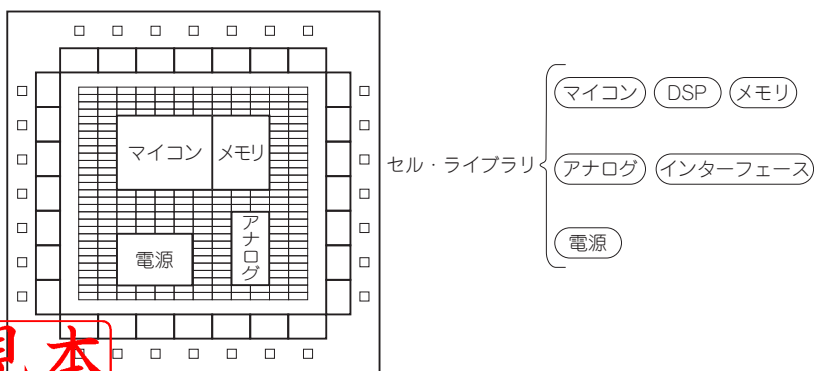 マイコン
メモリ
アナログ
電源
セル・ライブラリ
マイコン DSP メモリ
アナログ インターフェース
電源
見本